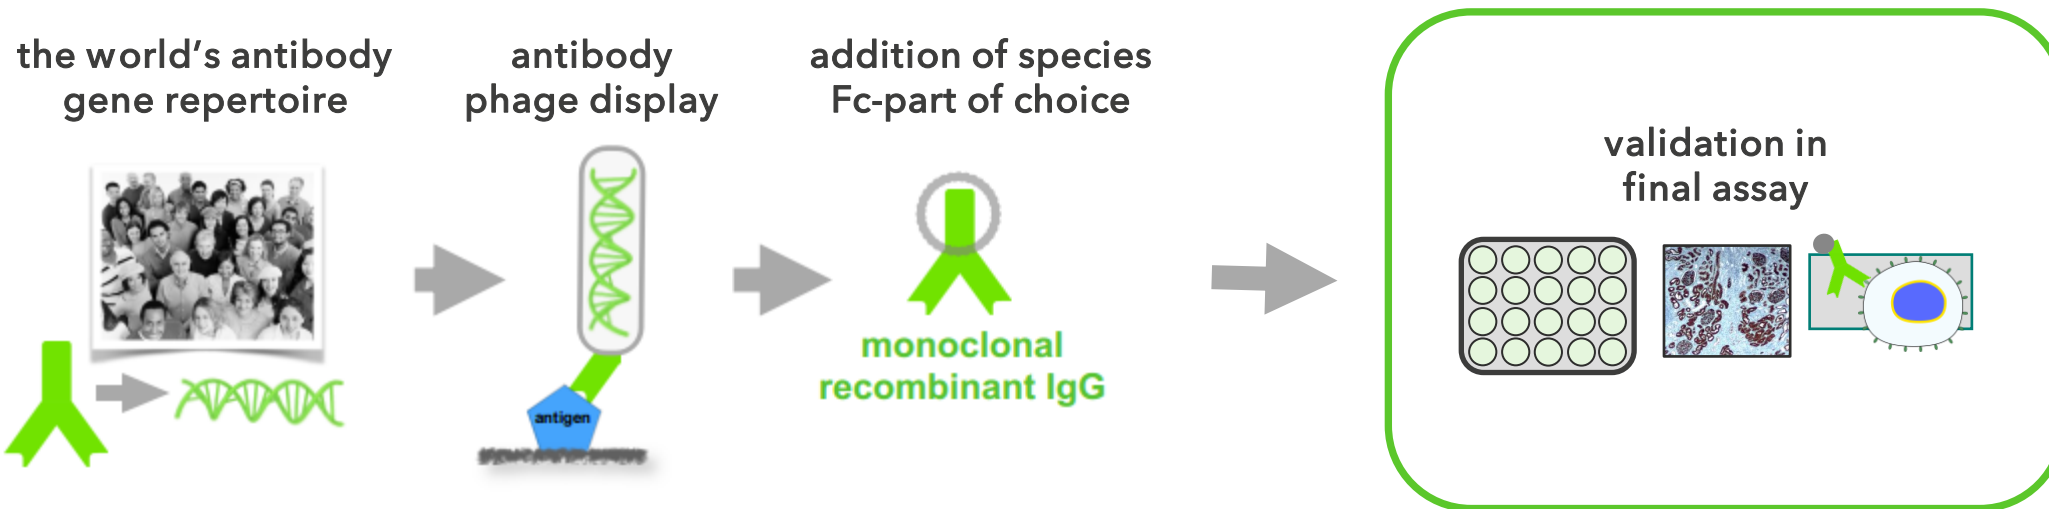 the world’s antibody
gene repertoire
antibody
phage display
antigen
addition of species
Fc-part of choice
monoclonal
recombinant IgG
validation in
final assay